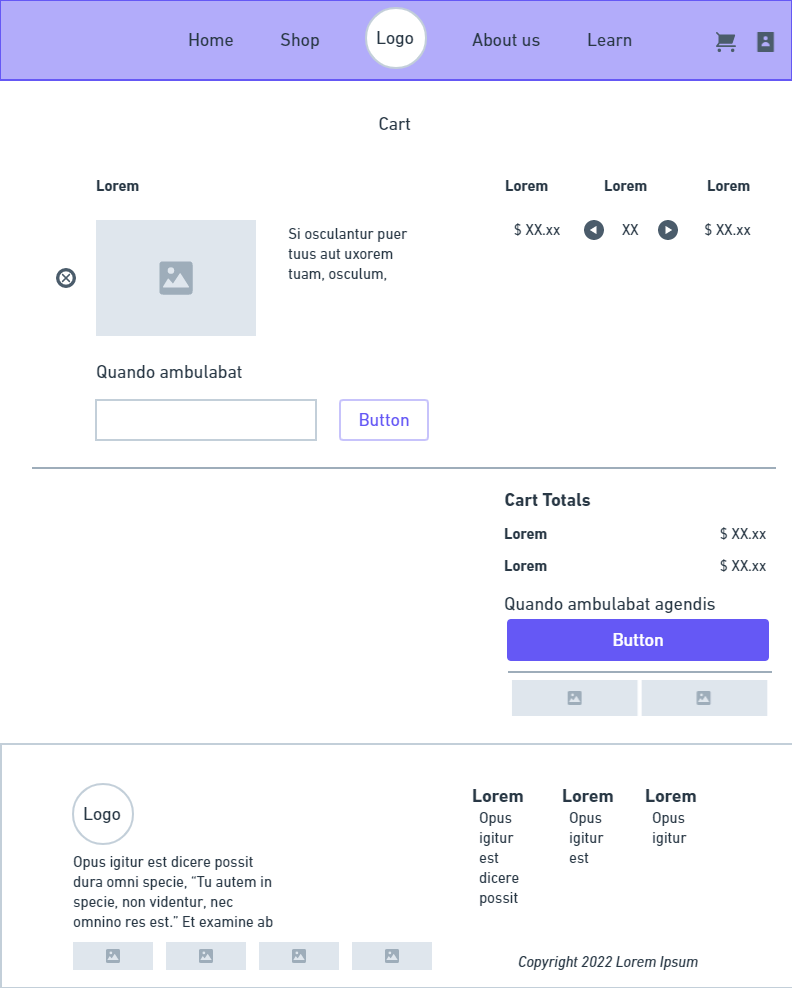 Home Shop Logo About us Learn
Cart
Lorem Lorem Lorem Lorem
Si osculantur puer
tuus aut uxorem
tuam, osculum,
$ XX.xx XX $ XX.xx
Quando ambulabat
Button
Cart Totals
Lorem $ XX.xx
Lorem $ XX.xx
Quando ambulabat agendis
Button
Logo
Opus igitur est dicere possit
dura omni specie, “Tu autem in
specie, non videntur, nec
omnino res est.” Et examine ab
Lorem
Opus
igitur
est
dicere
possit
Lorem
Opus
igitur
est
Lorem
Opus
igitur
Copyright 2022 Lorem Ipsum